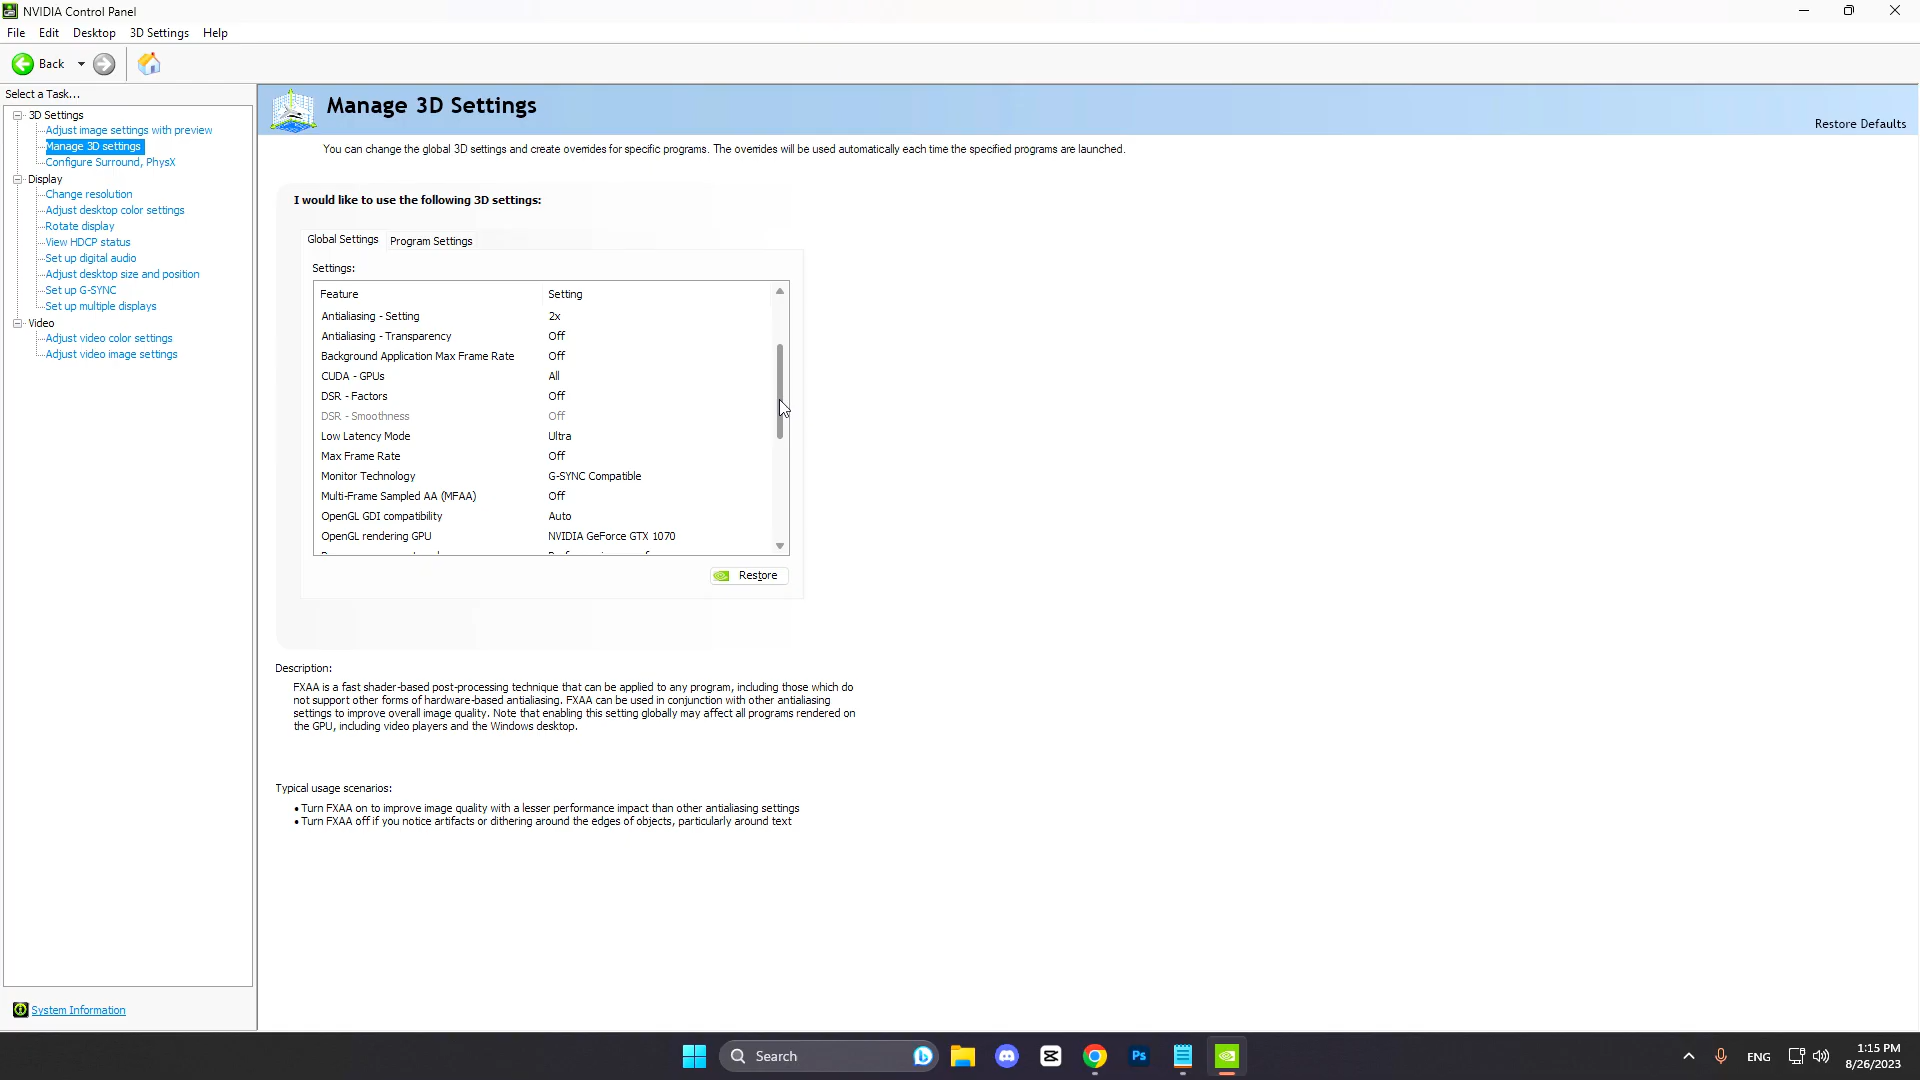 NVIDIA Control Panel
File Edit Desktop 3D Settings Help
Back
Select a Task...
3D Settings
Adjust image settings with preview
Manage 3D settings
Configure Surround, PhysX
Display
Change resolution
Adjust desktop color settings
Rotate display
View HDCP status
Set up digital audio
Adjust desktop size and position
Set up G-SYNC
Set up multiple displays
Video
Adjust video color settings
Adjust video image settings
System Information
Manage 3D Settings
Restore Defaults
You can change the global 3D settings and create overrides for specific programs. The overrides will be used automatically each time the specified programs are launched.
I would like to use the following 3D settings:
Global Settings Program Settings
Settings:
Feature Setting
Antialiasing - Setting 2x
Antialiasing - Transparency Off
Background Application Max Frame Rate Off
CUDA - GPUs All
DSR - Factors Off
DSR - Smoothness Off
Low Latency Mode Ultra
Max Frame Rate Off
Monitor Technology G-SYNC Compatible
Multi-Frame Sampled AA (MFAA) Off
OpenGL GDI compatibility Auto
OpenGL rendering GPU NVIDIA GeForce GTX 1070
Restore
Description:
FXAA is a fast shader-based post-processing technique that can be applied to any program, including those which do
not support other forms of hardware-based antialiasing. FXAA can be used in conjunction with other antialiasing
settings to improve overall image quality. Note that enabling this setting globally may affect all programs rendered on
the GPU, including video players and the Windows desktop.
Typical usage scenarios:
• Turn FXAA on to improve image quality with a lesser performance impact than other antialiasing settings
• Turn FXAA off if you notice artifacts or dithering around the edges of objects, particularly around text
Search
Ps
ENG
1:15 PM
8/26/2023